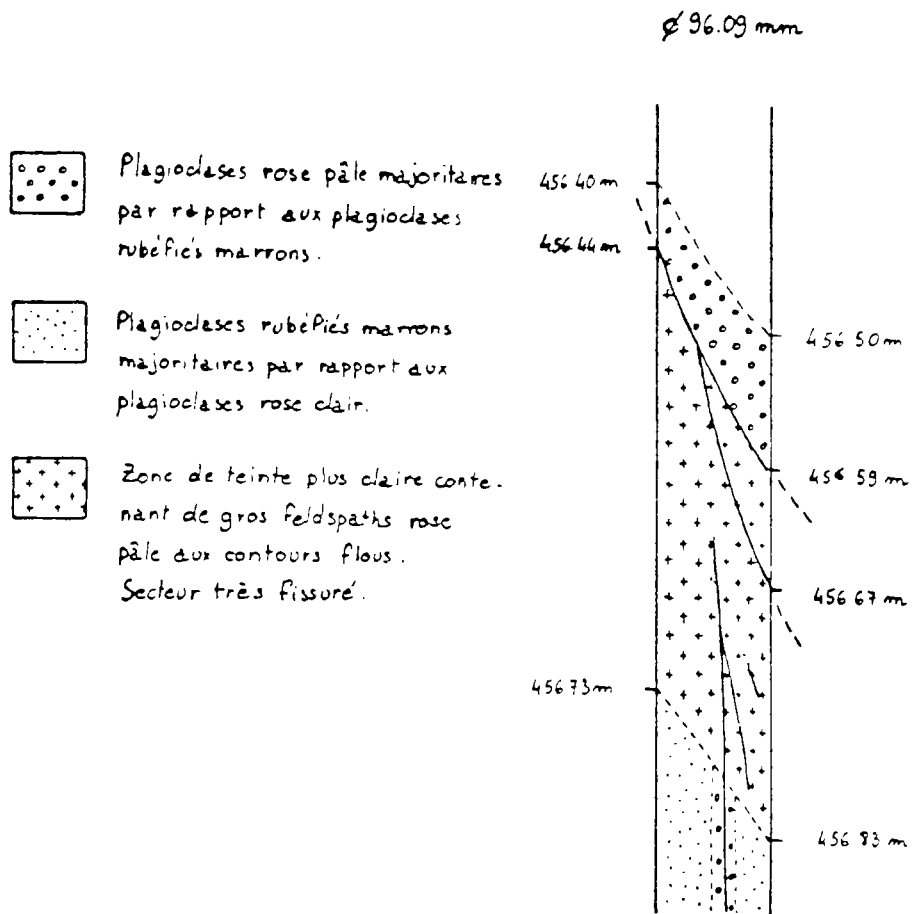 ø 96.09 mm
Plagioclases rose pâle majoritaires
par rapport aux plagioclases
rubéfiés marrons.
Plagioclases rubéfiés marrons
majoritaires par rapport aux
plagioclases rose clair.
Zone de teinte plus claire conte-
nant de gros feldspaths rose
pâle aux contours flous.
Secteur très fissuré.
456 40 m
456 44 m
456 50 m
456 59 m
456 67 m
456 73 m
456 83 m